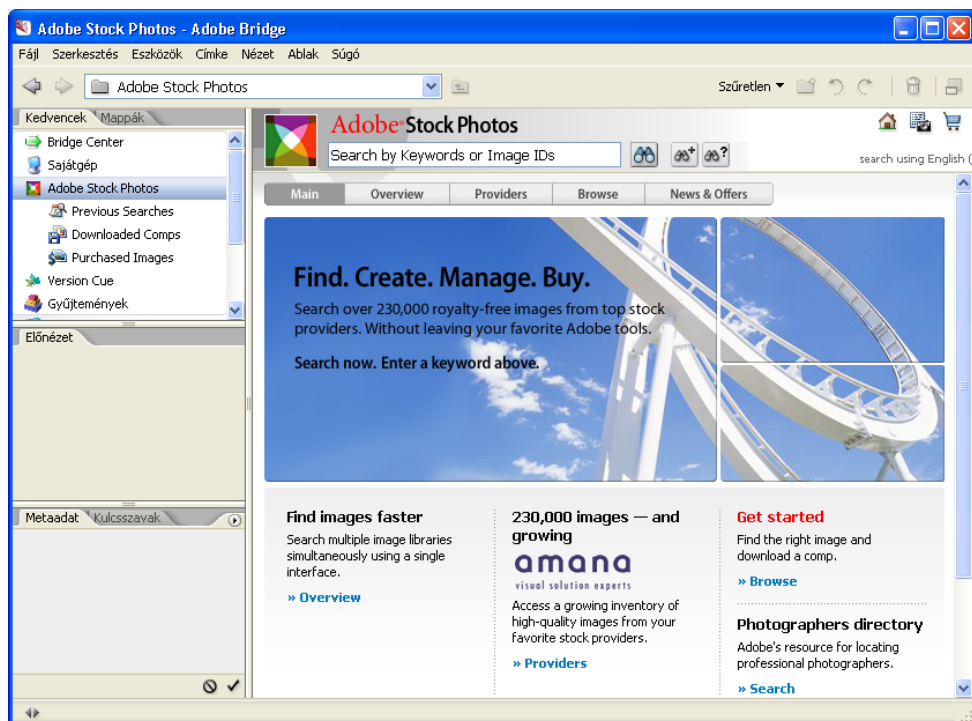 Adobe Stock Photos - Adobe Bridge
Fájl Szerkesztés Eszközök Címke Nézet Ablak Súgó
Adobe Stock Photos
Szűretlen
Kedvencek Mappák
Bridge Center
Sajátgép
Adobe Stock Photos
Previous Searches
Downloaded Comps
Purchased Images
Version Cue
Gyűjtemények
Előnézet
Metaadat Kulcsszavak
Adobe Stock Photos
Search by Keywords or Image IDs
search using English (
Main Overview Providers Browse News & Offers
Find. Create. Manage. Buy.
Search over 230,000 royalty-free images from top stock
providers. Without leaving your favorite Adobe tools.
Search now. Enter a keyword above.
Find images faster
Search multiple image libraries
simultaneously using a single
interface.
» Overview
230,000 images — and
growing
amana
visual solution experts
Access a growing inventory of
high-quality images from your
favorite stock providers.
» Providers
Get started
Find the right image and
download a comp.
» Browse
Photographers directory
Adobe's resource for locating
professional photographers.
» Search